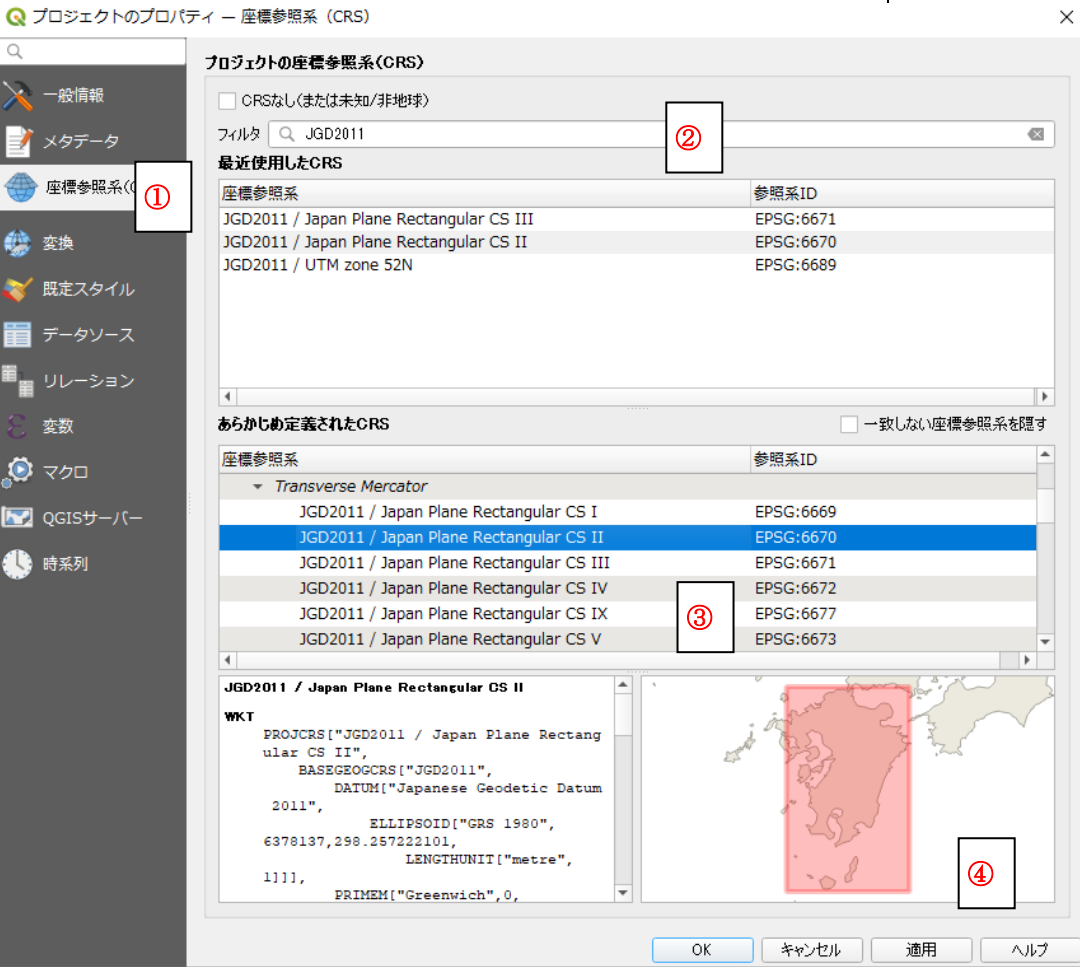 プロジェクトのプロパティ — 座標参照系（CRS）
一般情報
メタデータ
座標参照系(
①
変換
既定スタイル
データソース
リレーション
変数
マクロ
QGISサーバー
時系列
プロジェクトの座標参照系(CRS)
CRSなし(または未知/非地球)
フィルタ JGD2011
②
最近使用したCRS
座標参照系 参照系ID
JGD2011 / Japan Plane Rectangular CS III EPSG:6671
JGD2011 / Japan Plane Rectangular CS II EPSG:6670
JGD2011 / UTM zone 52N EPSG:6689
あらかじめ定義されたCRS 一致しない座標参照系を隠す
座標参照系 参照系ID
Transverse Mercator
JGD2011 / Japan Plane Rectangular CS I EPSG:6669
JGD2011 / Japan Plane Rectangular CS II EPSG:6670
JGD2011 / Japan Plane Rectangular CS III EPSG:6671
JGD2011 / Japan Plane Rectangular CS IV EPSG:6672
JGD2011 / Japan Plane Rectangular CS IX EPSG:6677
JGD2011 / Japan Plane Rectangular CS V EPSG:6673
③
JGD2011 / Japan Plane Rectangular CS II
WKT
PROJCRS["JGD2011 / Japan Plane Rectang
ular CS II",
BASEGEOGCRS["JGD2011",
DATUM["Japanese Geodetic Datum
2011",
ELLIPSOID["GRS 1980",
6378137,298.257222101,
LENGTHUNIT["metre",
1]]],
PRIMEM["Greenwich",0,
④
OK キャンセル 適用 ヘルプ